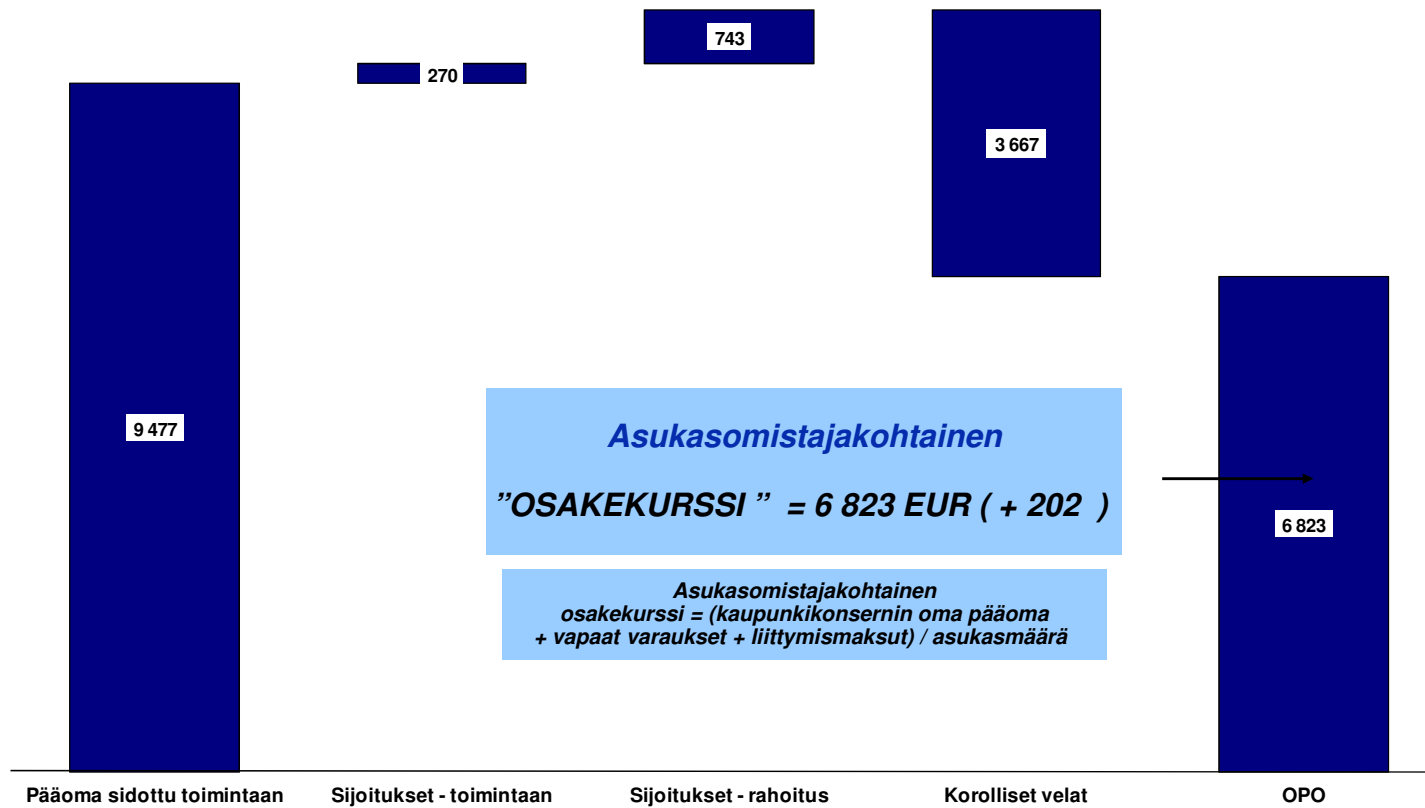 743
270
3 667
9 477
Asukasomistajakohtainen
”OSAKEKURSSI ” = 6 823 EUR ( + 202 )
6 823
Asukasomistajakohtainen
osakekurssi = (kaupunkikonsernin oma pääoma
+ vapaat varaukset + liittymismaksut) / asukasmäärä
Pääoma sidottu toimintaan
Sijoitukset - toimintaan
Sijoitukset - rahoitus
Korolliset velat
OPO